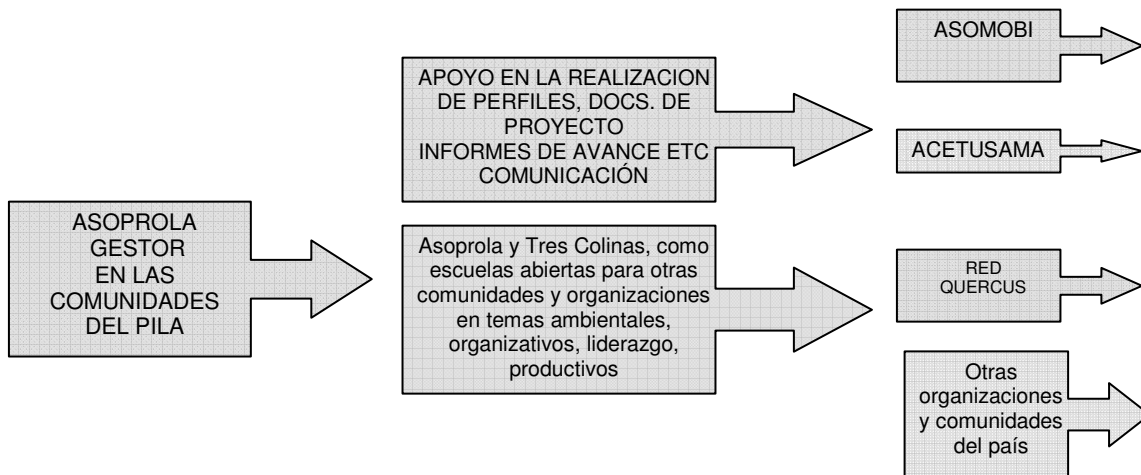 ASOPROLA
GESTOR
EN LAS
COMUNIDADES
DEL PILA
APOYO EN LA REALIZACION
DE PERFILES, DOCS. DE
PROYECTO
INFORMES DE AVANCE ETC
COMUNICACIÓN
Asoprola y Tres Colinas, como
escuelas abiertas para otras
comunidades y organizaciones
en temas ambientales,
organizativos, liderazgo,
productivos
ASOMOBI
ACETUSAMA
RED
QUERCUS
Otras
organizaciones
y comunidades
del país